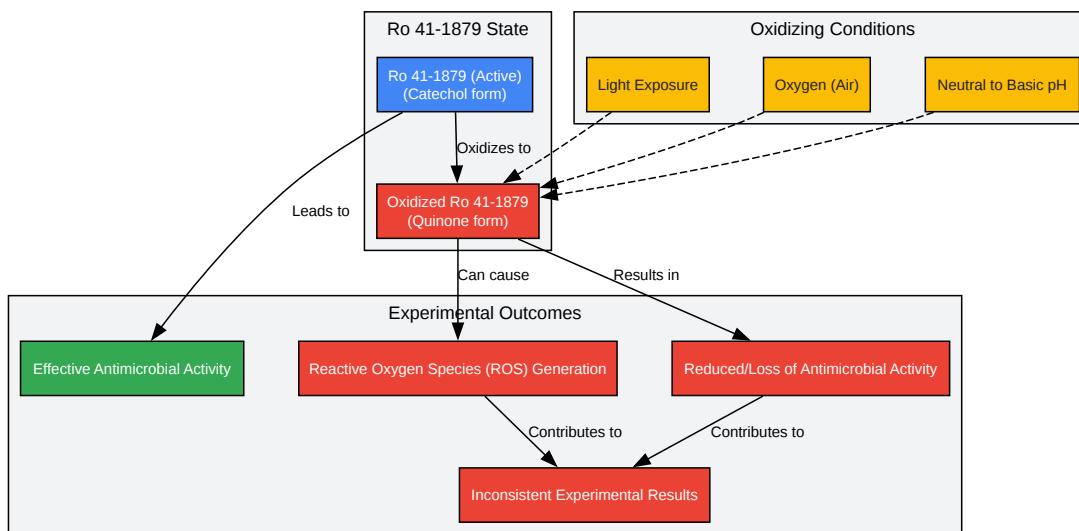 Ro 41-1879 State
Oxidizing Conditions
Ro 41-1879 (Active)
(Catechol form)
Light Exposure
Oxygen (Air)
Neutral to Basic pH
Oxidizes to
Oxidized Ro 41-1879
(Quinone form)
Leads to
Can cause
Results in
Experimental Outcomes
Effective Antimicrobial Activity
Reactive Oxygen Species (ROS) Generation
Reduced/Loss of Antimicrobial Activity
Contributes to
Contributes to
Inconsistent Experimental Results